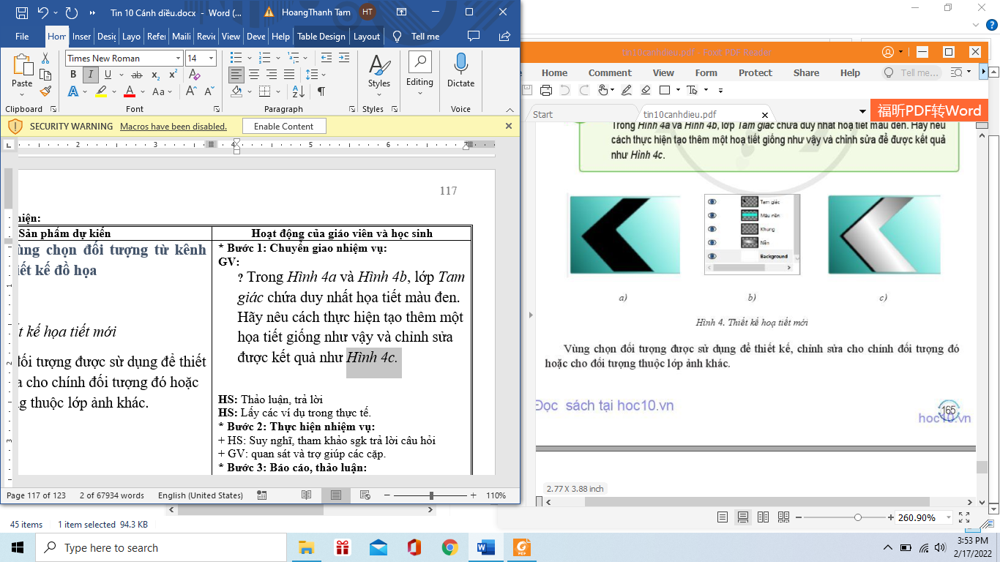 Tin 10 Cánh diều.docx - Word (...
HoangThanh Tam
HT
File
Hom
Inser
Desig
Layo
Refer
Maili
Revie
View
Deve
Help
Table Design
Layout
Tell me
Paste
Clipboard
Times New Roman
14
Font
Paragraph
Styles
Styles
Editing
Dictate
Voice
SECURITY WARNING Macros have been disabled.
Enable Content
2 3 4 5 6 7
117
Sản phẩm dự kiến
Hoạt động của giáo viên và học sinh
ùng chọn đối tượng từ kênh
iết kế đồ họa
t kế họa tiết mới
đối tượng được sử dụng để thiết
a cho chính đối tượng đó hoặc
ng thuộc lớp ảnh khác.
* Bước 1: Chuyển giao nhiệm vụ:
GV:
? Trong Hình 4a và Hình 4b, lớp Tam
giác chứa duy nhất họa tiết màu đen.
Hãy nêu cách thực hiện tạo thêm một
họa tiết giống như vậy và chỉnh sửa
được kết quả như Hình 4c.
HS: Thảo luận, trả lời
HS: Lấy các ví dụ trong thực tế.
* Bước 2: Thực hiện nhiệm vụ:
+ HS: Suy nghĩ, tham khảo sgk trả lời câu hỏi
+ GV: quan sát và trợ giúp các cặp.
* Bước 3: Báo cáo, thảo luận:
Page 117 of 123
2 of 67934 words
English (United States)
110%
45 items
1 item selected 94.3 KB
tin10canhdieu.pdf - Foxit PDF Reader
Home
Comment
View
Form
Protect
Share
Help
Tell me...
Start
tin10canhdieu.pdf
福昕PDF转Word
Trong Hình 4a và Hình 4b, lớp Tam giác chứa duy nhất hoạ tiết màu đen. Hãy nêu
cách thực hiện tạo thêm một hoạ tiết giống như vậy và chỉnh sửa để được kết quả
như Hình 4c.
Tam giác
Màu nền
Khung
Nền
Background
a)
b)
c)
Hình 4. Thiết kế hoạ tiết mới
Vùng chọn đối tượng được sử dụng để thiết kế, chỉnh sửa cho chính đối tượng đó
hoặc cho đối tượng thuộc lớp ảnh khác.
Đọc sách tại hoc10.vn
165
hoc10.vn
2.77 X 3.88 inch
260.90%
Type here to search
3:53 PM
2/17/2022